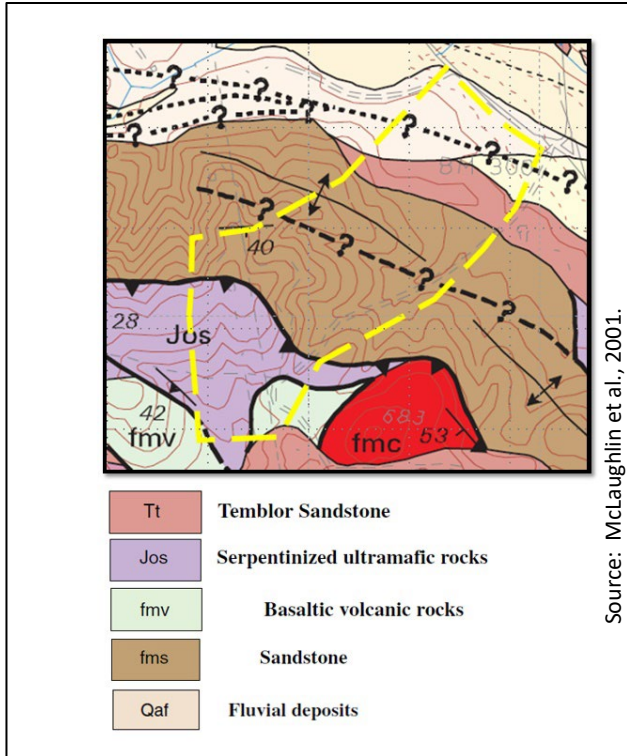 ? ? ? ? ? ? ?
40 ? ? ?
28 Jos
42 683
fmv fmc 53
Tt Temblor Sandstone
Jos Serpentinized ultramafic rocks
fmv Basaltic volcanic rocks
fms Sandstone
Qaf Fluvial deposits
Source: McLaughlin et al., 2001.